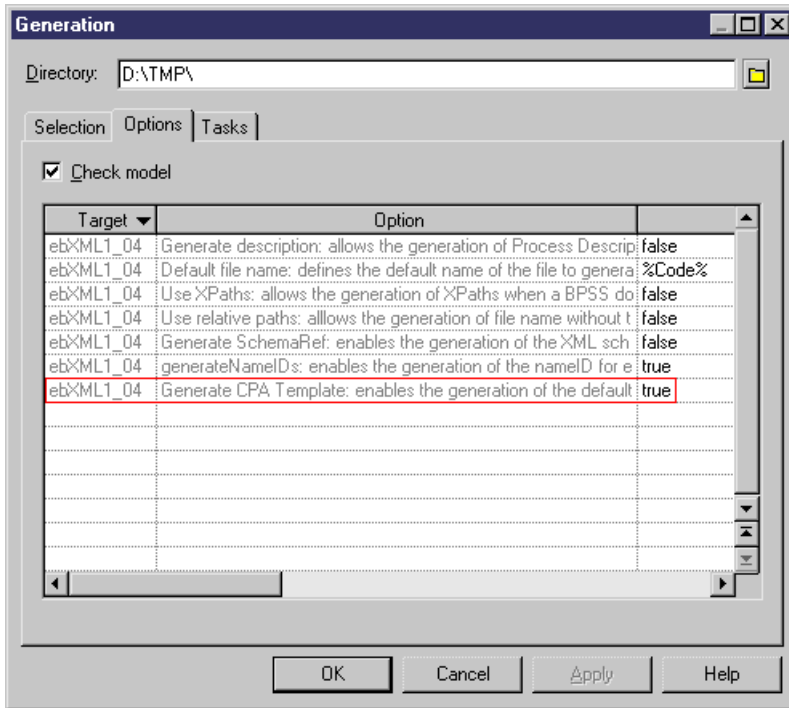 Generation
Directory: D:\TMP\
Selection Options Tasks
Check model
Target Option
ebXML1_04 Generate description: allows the generation of Process Descrip false
ebXML1_04 Default file name: defines the default name of the file to genera %Code%
ebXML1_04 Use XPaths: allows the generation of XPaths when a BPSS do false
ebXML1_04 Use relative paths: alllows the generation of file name without t false
ebXML1_04 Generate SchemaRef: enables the generation of the XML sch false
ebXML1_04 generateNameIDs: enables the generation of the nameID for e true
ebXML1_04 Generate CPA Template: enables the generation of the default true
OK Cancel Apply Help